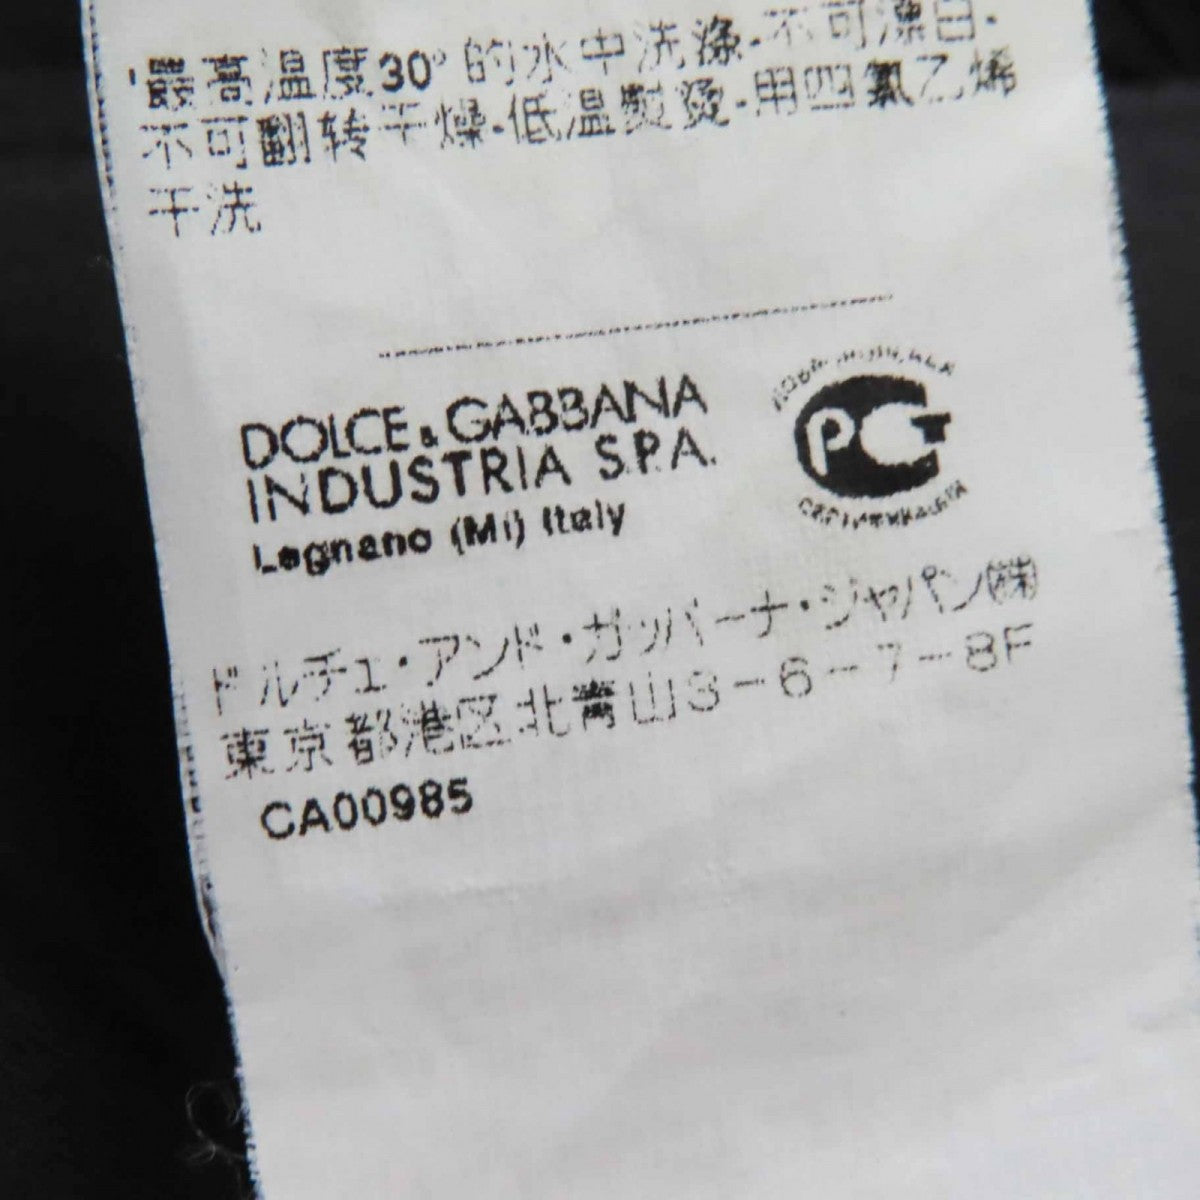 最高温度30°的水中洗涤-不可漂白-
不可翻转干燥-低温熨烫-用四氯乙烯
干洗
DOLCE & GABBANA
INDUSTRIA S.P.A.
Legnano (MI) Italy
PCT
ドルチェ・アンド・ガッバーナ・ジャパン㈱
東京都港区北青山3-6-7-8F
CA00985